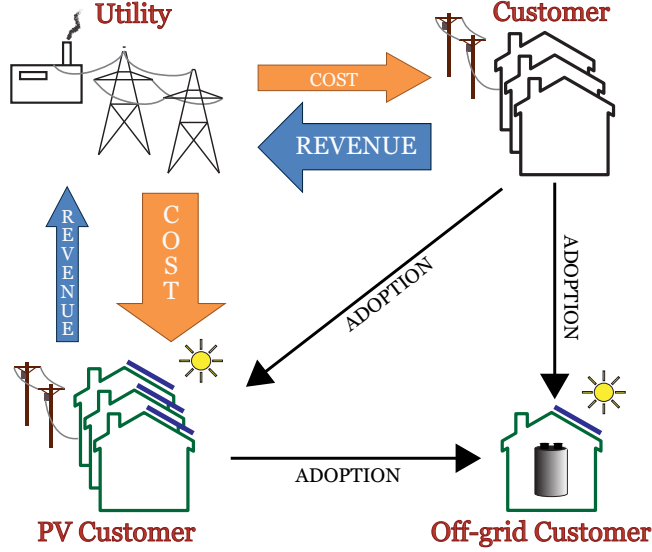 Utility
Customer
COST
REVENUE
REVENUE
COST
ADOPTION
ADOPTION
ADOPTION
PV Customer
Off-grid Customer